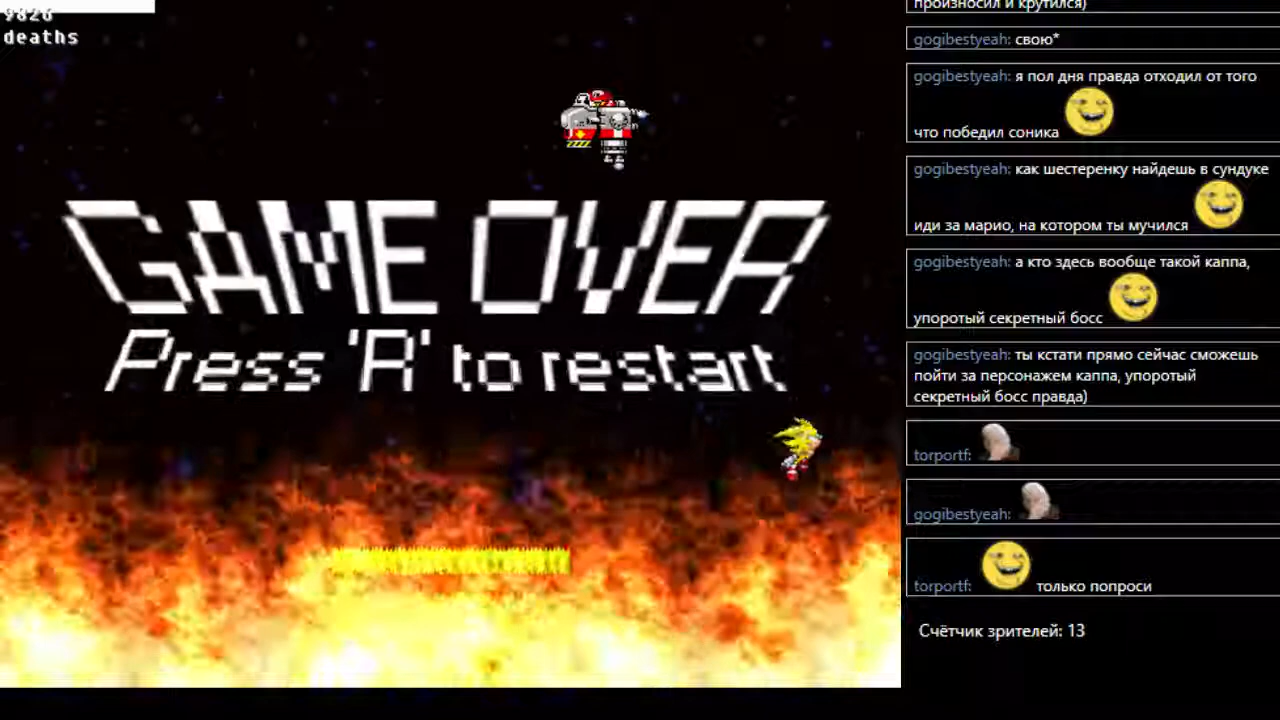 9826
deaths
GAME OVER
Press 'R' to restart
произносил и крутился)
gogibestyeah: свою*
gogibestyeah: я пол дня правда отходил от того
что победил соника
gogibestyeah: как шестеренку найдешь в сундуке
иди за марио, на котором ты мучился
gogibestyeah: а кто здесь вообще такой каппа,
упоротый секретный босс
gogibestyeah: ты кстати прямо сейчас сможешь
пойти за персонажем каппа, упоротый
секретный босс правда)
torportf:
gogibestyeah:
torportf: только попроси
Счётчик зрителей: 13